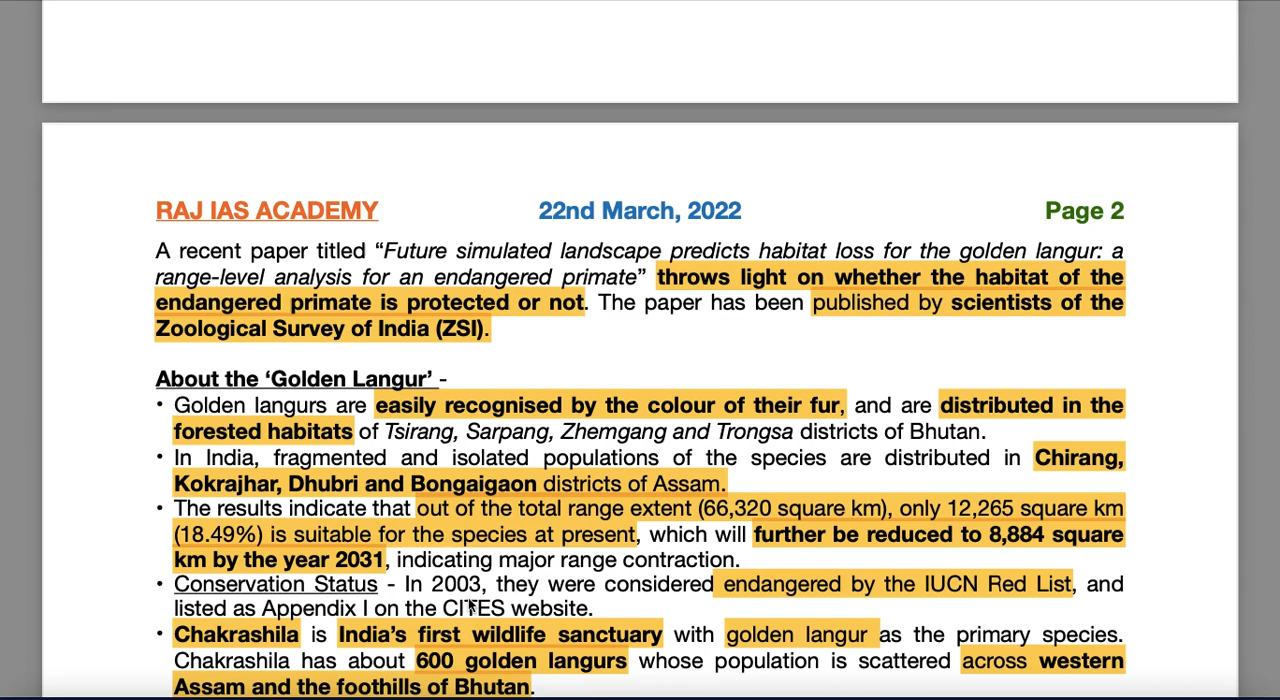 RAJ IAS ACADEMY 22nd March, 2022 Page 2
A recent paper titled “Future simulated landscape predicts habitat loss for the golden langur: a
range-level analysis for an endangered primate” throws light on whether the habitat of the
endangered primate is protected or not. The paper has been published by scientists of the
Zoological Survey of India (ZSI).
About the ‘Golden Langur’ -
• Golden langurs are easily recognised by the colour of their fur, and are distributed in the
forested habitats of Tsirang, Sarpang, Zhemgang and Trongsa districts of Bhutan.
• In India, fragmented and isolated populations of the species are distributed in Chirang,
Kokrajhar, Dhubri and Bongaigaon districts of Assam.
• The results indicate that out of the total range extent (66,320 square km), only 12,265 square km
(18.49%) is suitable for the species at present, which will further be reduced to 8,884 square
km by the year 2031, indicating major range contraction.
• Conservation Status - In 2003, they were considered endangered by the IUCN Red List, and
listed as Appendix I on the CITES website.
• Chakrashila is India’s first wildlife sanctuary with golden langur as the primary species.
Chakrashila has about 600 golden langurs whose population is scattered across western
Assam and the foothills of Bhutan.